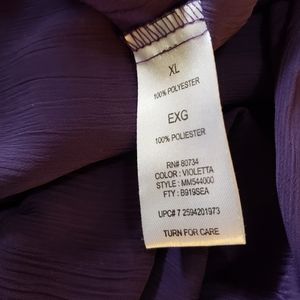 XL
100% POLYESTER
EXG
100% POLIESTER
RN# 80734
COLOR : VIOLETTA
STYLE : MM544000
FTY : B919SEA
UPC# 7 2594201973
TURN FOR CARE